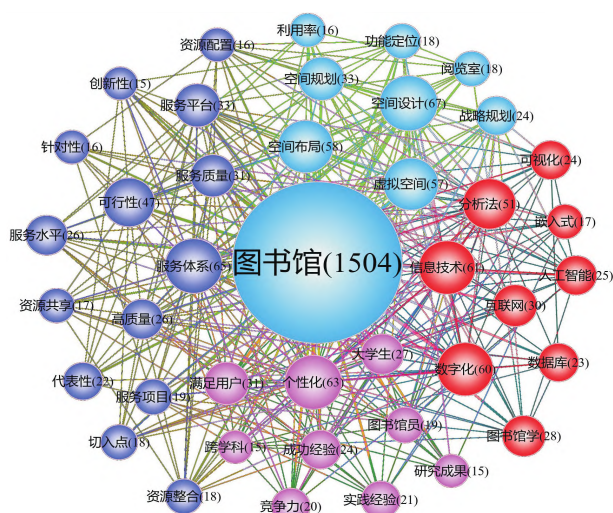 利用率(16)
资源配置(16)
功能定位(18)
阅览室(18)
创新性(15)
空间规划(33)
服务平台(33)
空间设计(67)
战略规划(24)
针对性(16)
空间布局(58)
可视化(24)
服务质量(31)
虚拟空间(57)
可行性(47)
分析法(51)
嵌入式(17)
服务水平(26)
服务体系(65)
图书馆(1504)
信息技术(61)
人工智能(25)
资源共享(17)
高质量(26)
互联网(30)
大学生(27)
数据库(23)
代表性(22)
满足用户(31)
个性化(63)
数字化(60)
服务项目(19)
切入点(18)
跨学科(15)
成功经验(24)
图书馆员(19)
图书馆学(28)
研究成果(15)
资源整合(18)
竞争力(20)
实践经验(21)